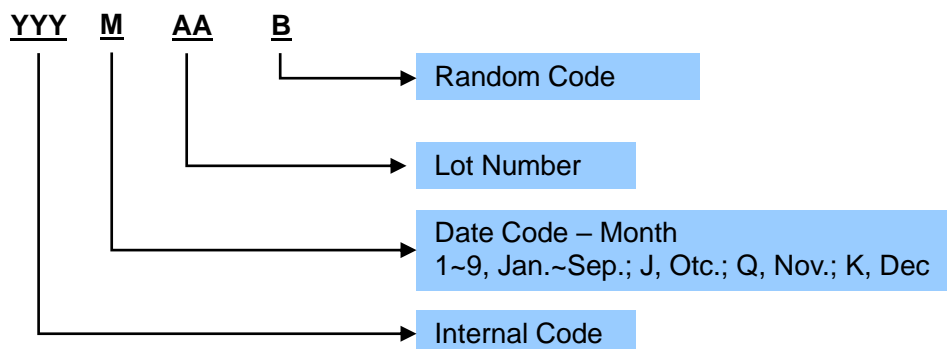 YYY M AA B
Random Code
Lot Number
Date Code – Month
1~9, Jan.~Sep.; J, Otc.; Q, Nov.; K, Dec
Internal Code